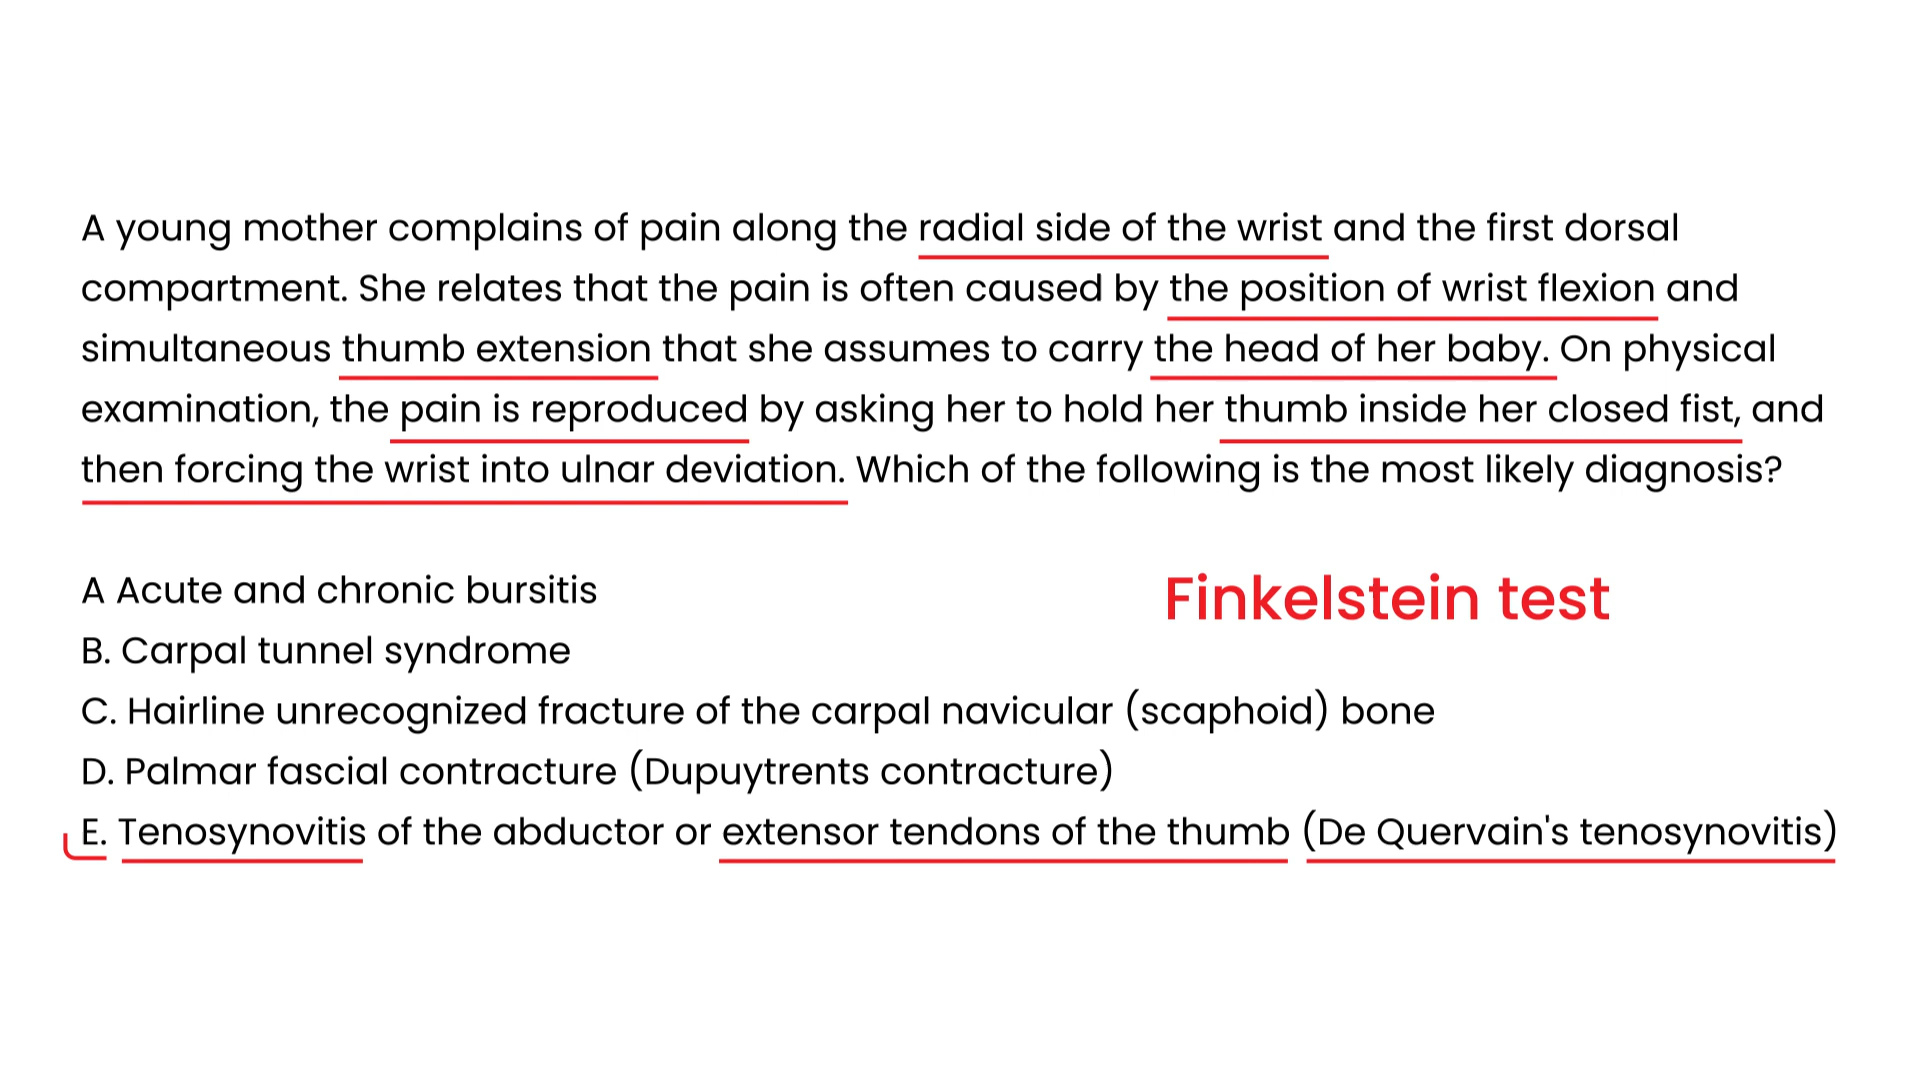 A young mother complains of pain along the radial side of the wrist and the first dorsal
compartment. She relates that the pain is often caused by the position of wrist flexion and
simultaneous thumb extension that she assumes to carry the head of her baby. On physical
examination, the pain is reproduced by asking her to hold her thumb inside her closed fist, and
then forcing the wrist into ulnar deviation. Which of the following is the most likely diagnosis?
A Acute and chronic bursitis
Finkelstein test
B. Carpal tunnel syndrome
C. Hairline unrecognized fracture of the carpal navicular (scaphoid) bone
D. Palmar fascial contracture (Dupuytrents contracture)
E. Tenosynovitis of the abductor or extensor tendons of the thumb (De Quervain's tenosynovitis)